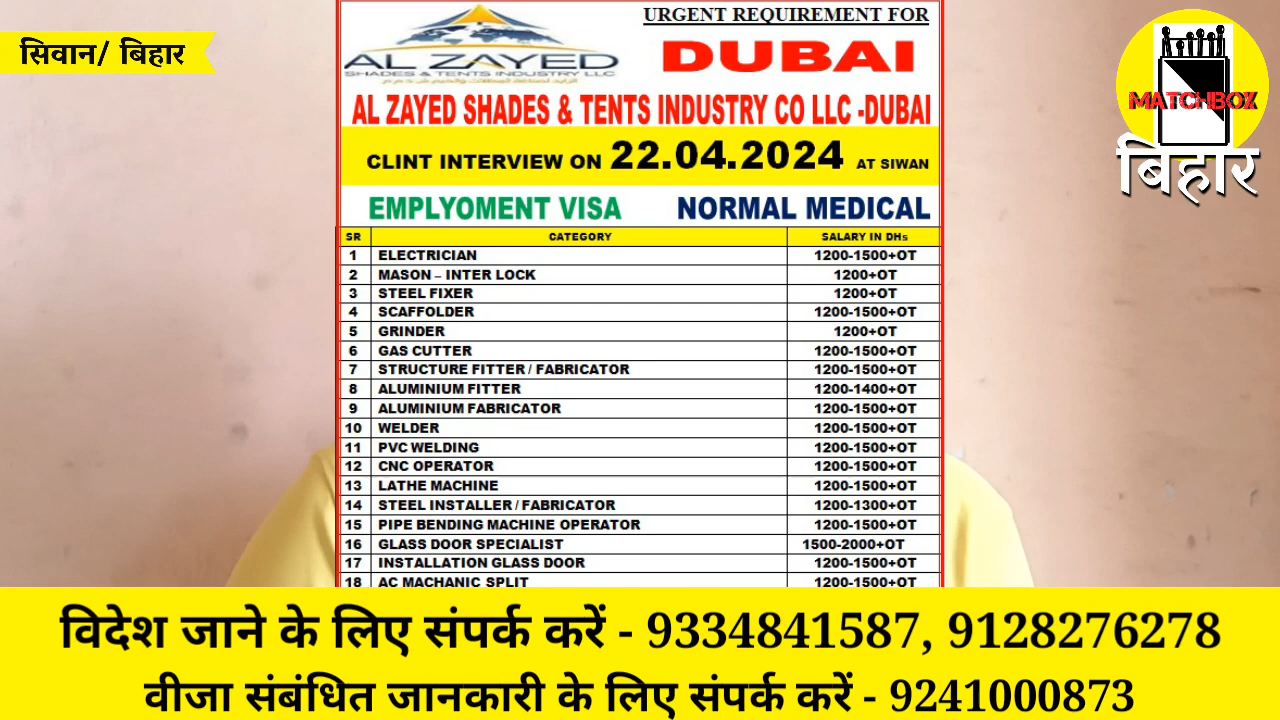 सिवान/ बिहार
URGENT REQUIREMENT FOR
DUBAI
AL ZAYED
SHADES & TENTS INDUSTRY LLC
AL ZAYED SHADES & TENTS INDUSTRY CO LLC -DUBAI
CLINT INTERVIEW ON 22.04.2024 AT SIWAN
EMPLYOMENT VISA NORMAL MEDICAL
SR CATEGORY SALARY IN DHs
1 ELECTRICIAN 1200-1500+OT
2 MASON – INTER LOCK 1200+OT
3 STEEL FIXER 1200+OT
4 SCAFFOLDER 1200-1500+OT
5 GRINDER 1200+OT
6 GAS CUTTER 1200-1500+OT
7 STRUCTURE FITTER / FABRICATOR 1200-1500+OT
8 ALUMINIUM FITTER 1200-1400+OT
9 ALUMINIUM FABRICATOR 1200-1500+OT
10 WELDER 1200-1500+OT
11 PVC WELDING 1200-1500+OT
12 CNC OPERATOR 1200-1500+OT
13 LATHE MACHINE 1200-1500+OT
14 STEEL INSTALLER / FABRICATOR 1200-1300+OT
15 PIPE BENDING MACHINE OPERATOR 1200-1500+OT
16 GLASS DOOR SPECIALIST 1500-2000+OT
17 INSTALLATION GLASS DOOR 1200-1500+OT
18 AC MACHANIC SPLIT 1200-1500+OT
MATCHBOX
बिहार
विदेश जाने के लिए संपर्क करें - 9334841587, 9128276278
वीजा संबंधित जानकारी के लिए संपर्क करें - 9241000873